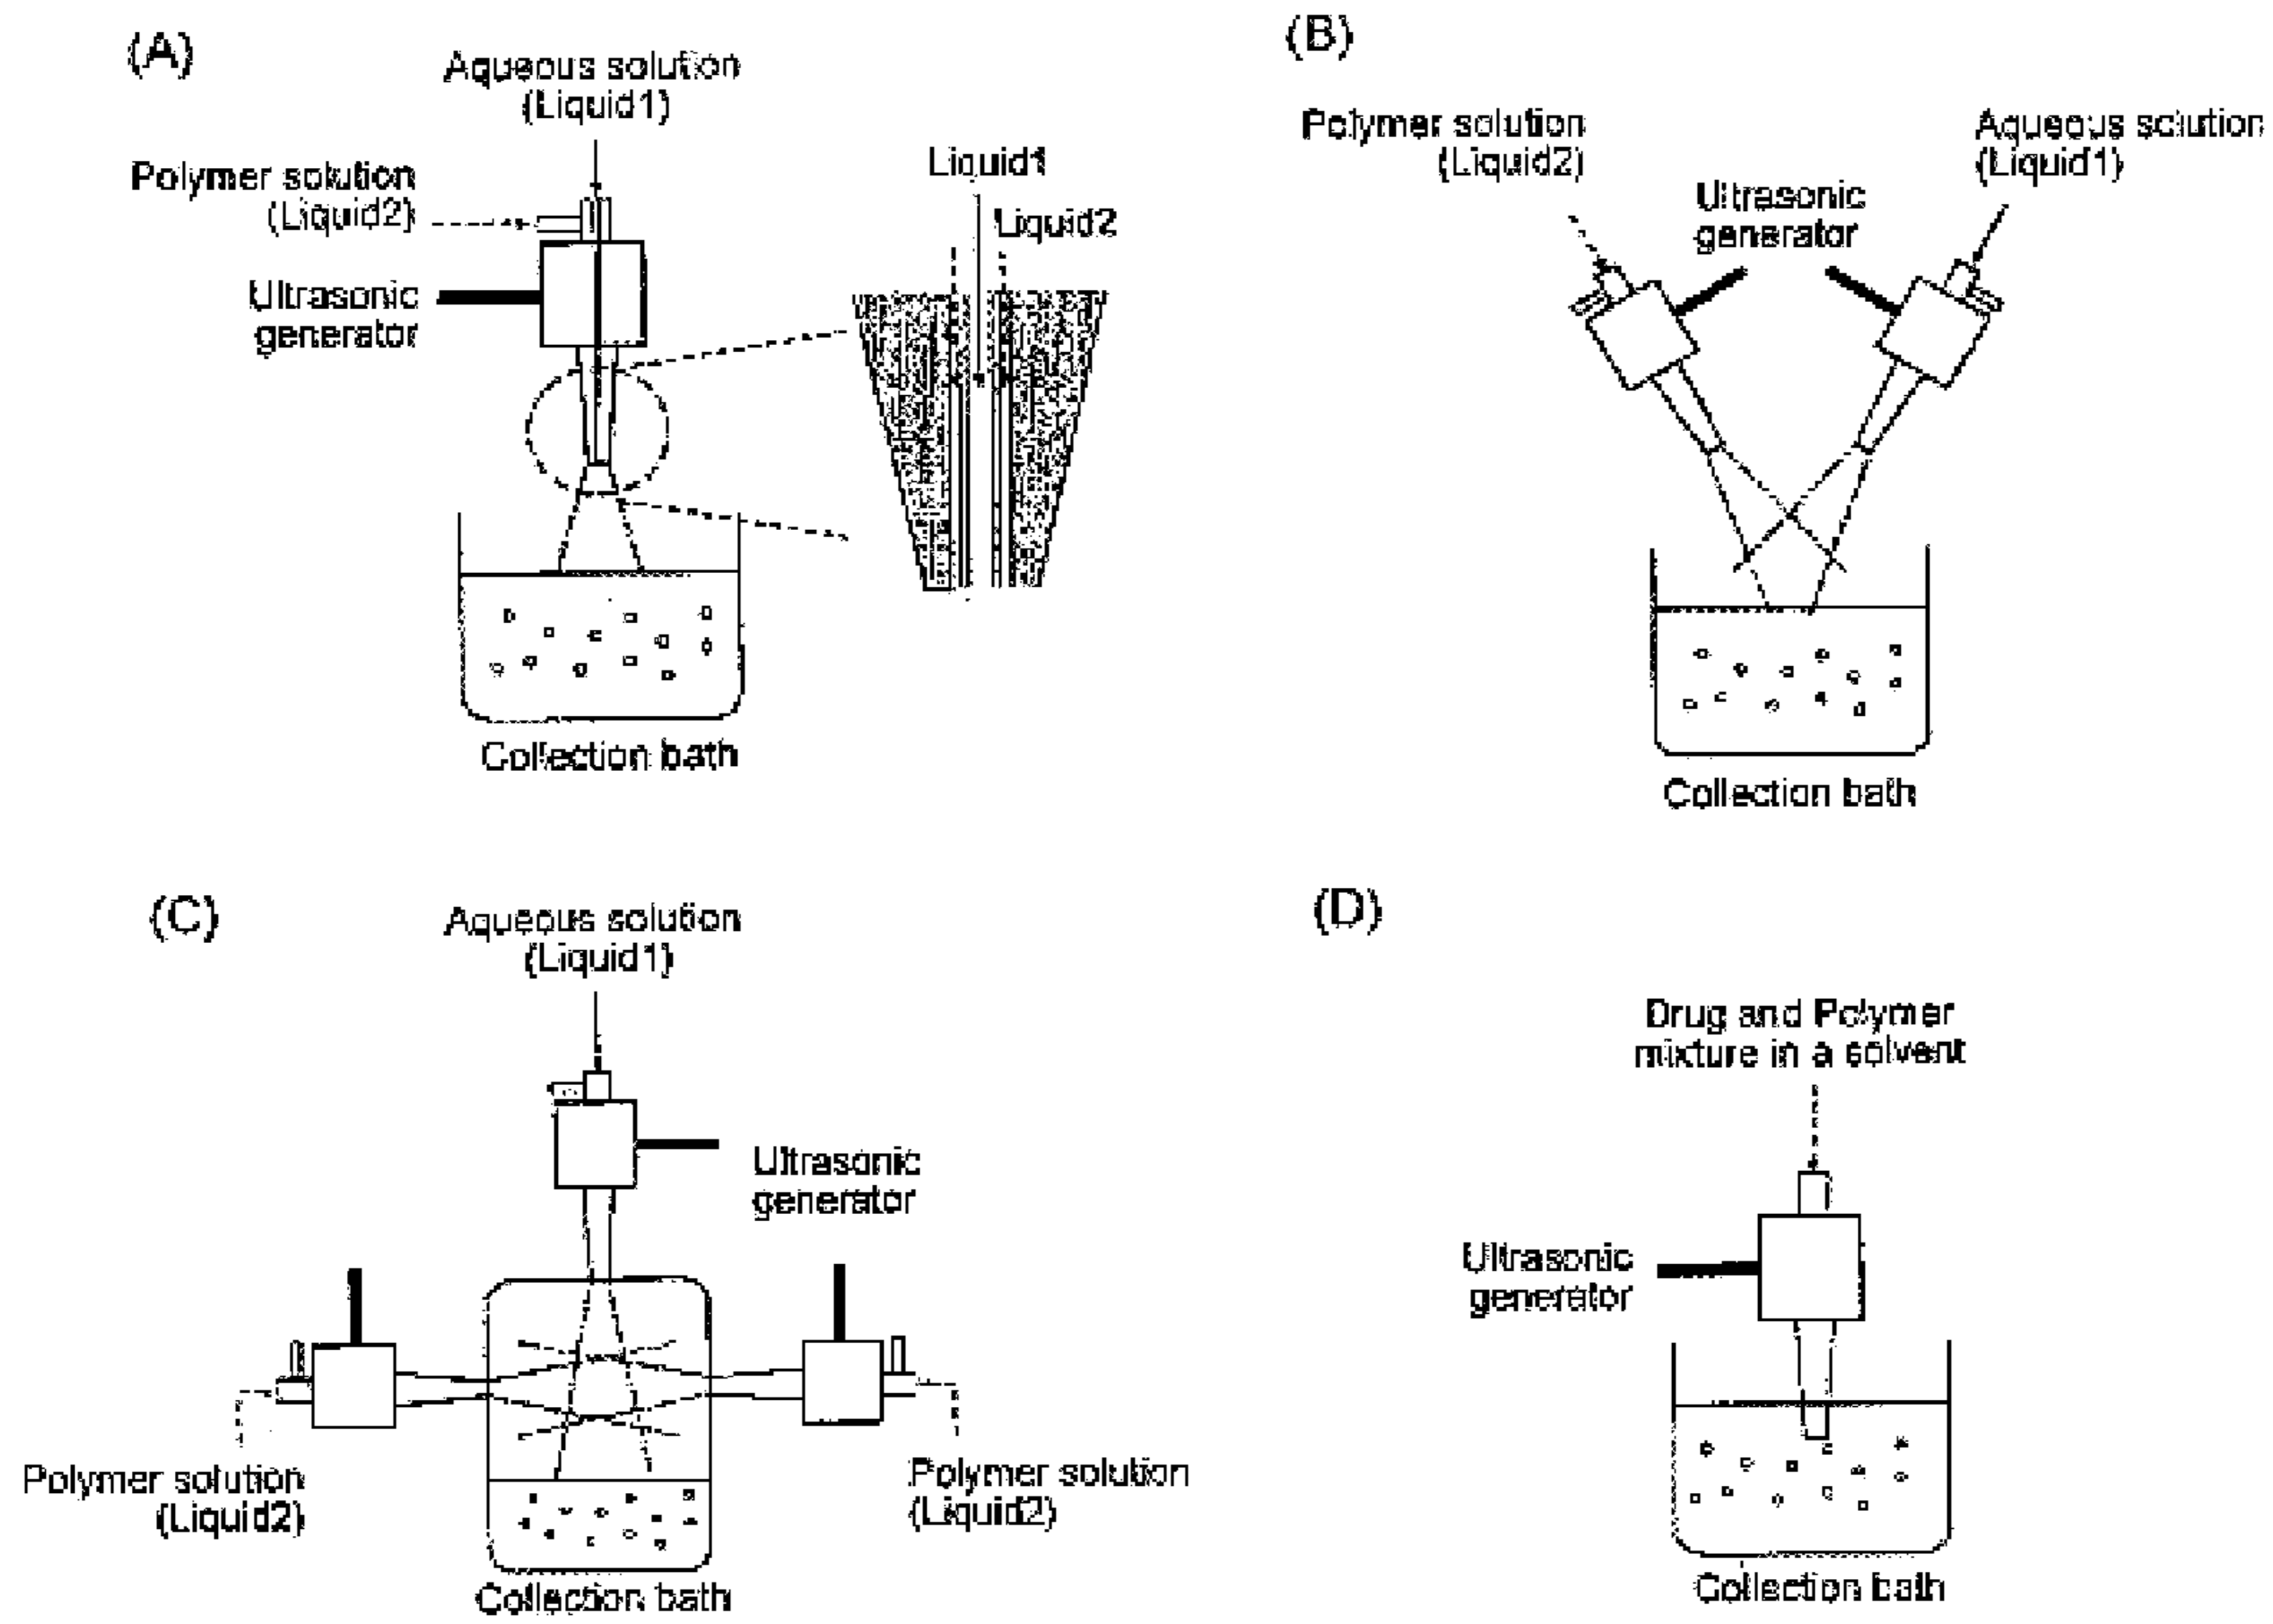 (A)
Aqueous solution
(Liquid1)
Polymer solution
(Liquid2)
Ultrasonic
generator
Liquid1
Liquid2
Collection bath
(B)
Polymer solution
(Liquid2)
Aqueous solution
(Liquid1)
Ultrasonic
generator
Collection bath
(C)
Aqueous solution
(Liquid1)
Ultrasonic
generator
Polymer solution
(Liquid2)
Polymer solution
(Liquid2)
Collection bath
(D)
Drug and Polymer
mixture in a solvent
Ultrasonic
generator
Collection bath